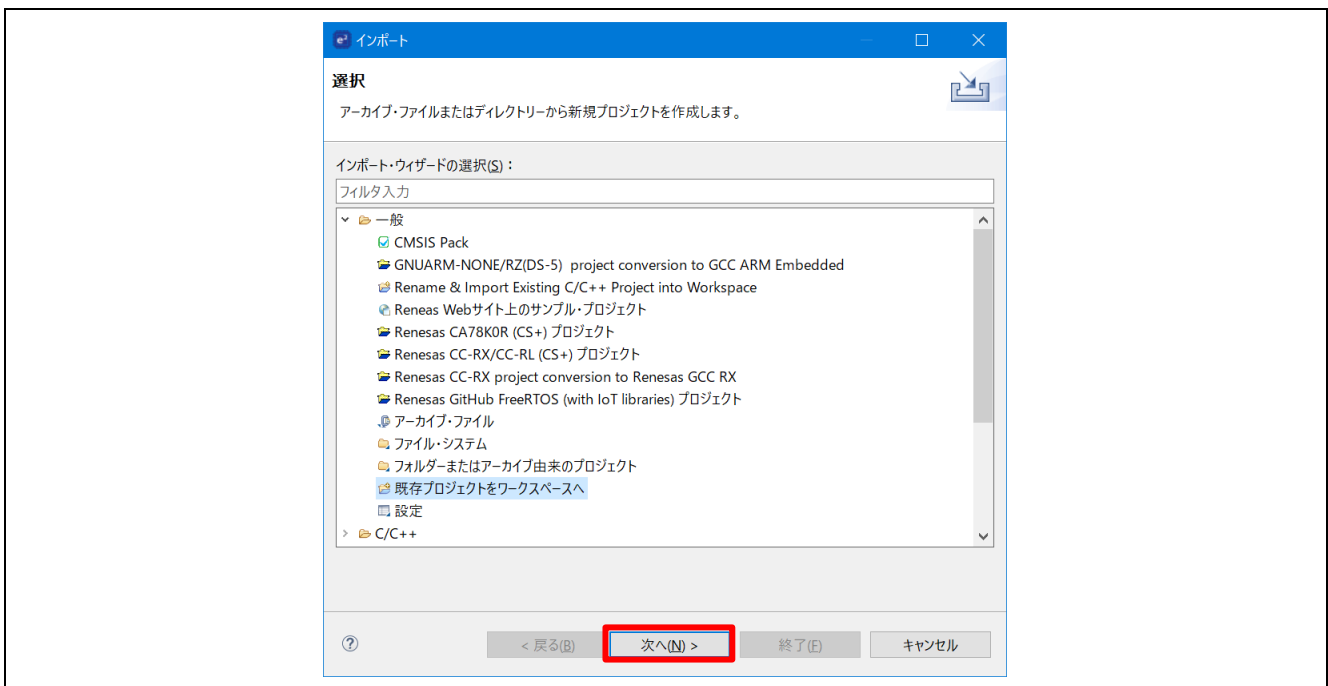 e² インポート
選択
アーカイブ・ファイルまたはディレクトリーから新規プロジェクトを作成します。
インポート・ウィザードの選択(S)：
フィルタ入力
一般
CMSIS Pack
GNUARM-NONE/RZ(DS-5)  project conversion to GCC ARM Embedded
Rename & Import Existing C/C++ Project into Workspace
Reneas Webサイト上のサンプル・プロジェクト
Renesas CA78K0R (CS+) プロジェクト
Renesas CC-RX/CC-RL (CS+) プロジェクト
Renesas CC-RX project conversion to Renesas GCC RX
Renesas GitHub FreeRTOS (with IoT libraries) プロジェクト
アーカイブ・ファイル
ファイル・システム
フォルダーまたはアーカイブ由来のプロジェクト
既存プロジェクトをワークスペースへ
設定
C/C++
? < 戻る(B) 次へ(N) > 終了(F) キャンセル